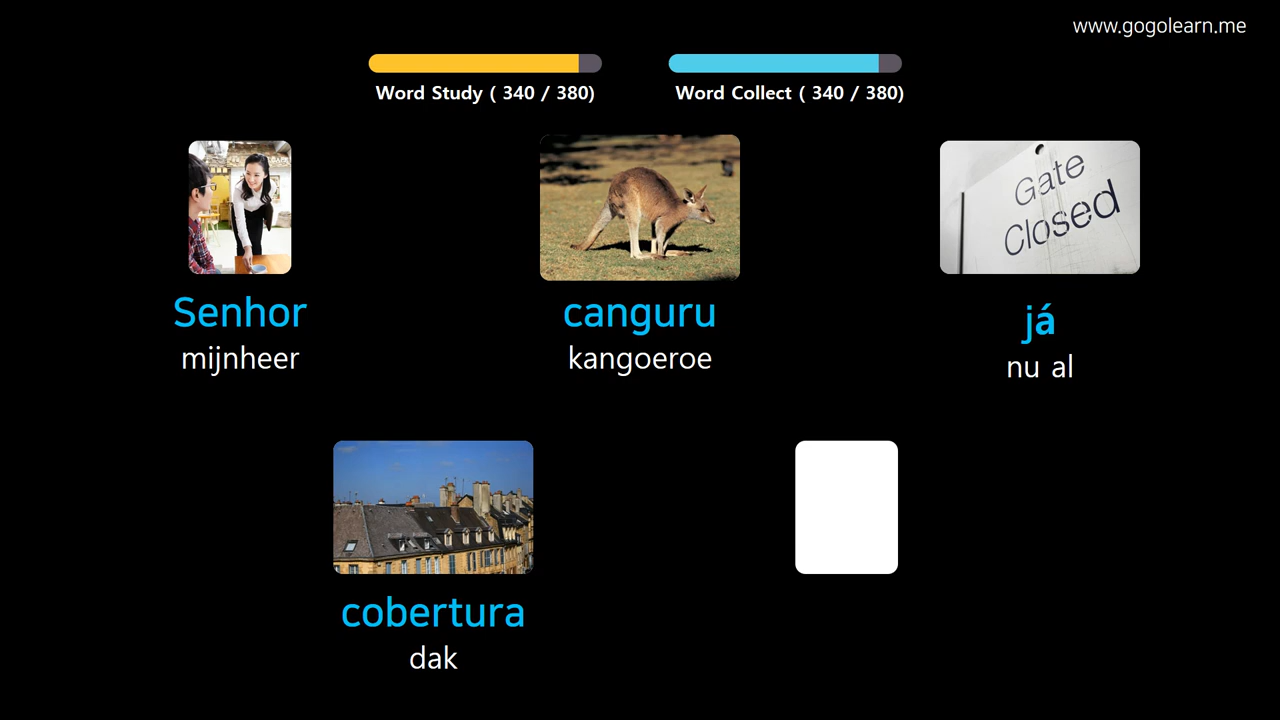 www.gogolearn.me
Word Study ( 340 / 380)
Word Collect ( 340 / 380)
Gate
Closed
Senhor
mijnheer
canguru
kangoeroe
já
nu al
cobertura
dak